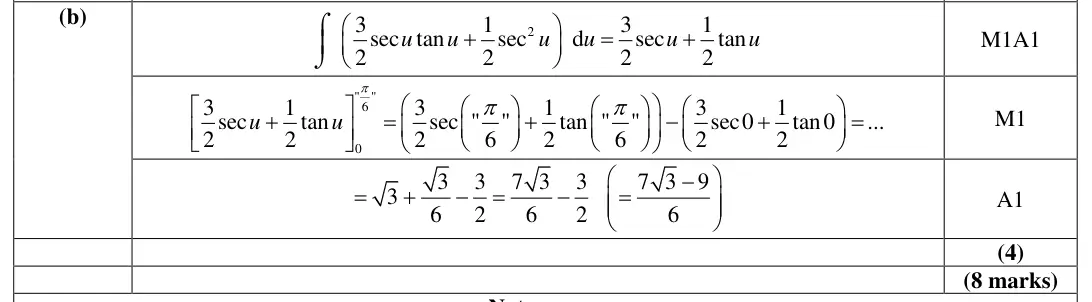 (b)
∫ (3/2 sec u tan u + 1/2 sec² u) du = 3/2 sec u + 1/2 tan u M1A1
[3/2 sec u + 1/2 tan u]₀^"π/6" = (3/2 sec("π/6") + 1/2 tan("π/6")) − (3/2 sec 0 + 1/2 tan 0) = ... M1
= √3 + √3/6 − 3/2 = 7√3/6 − 3/2 (= (7√3 − 9)/6) A1
(4)
(8 marks)